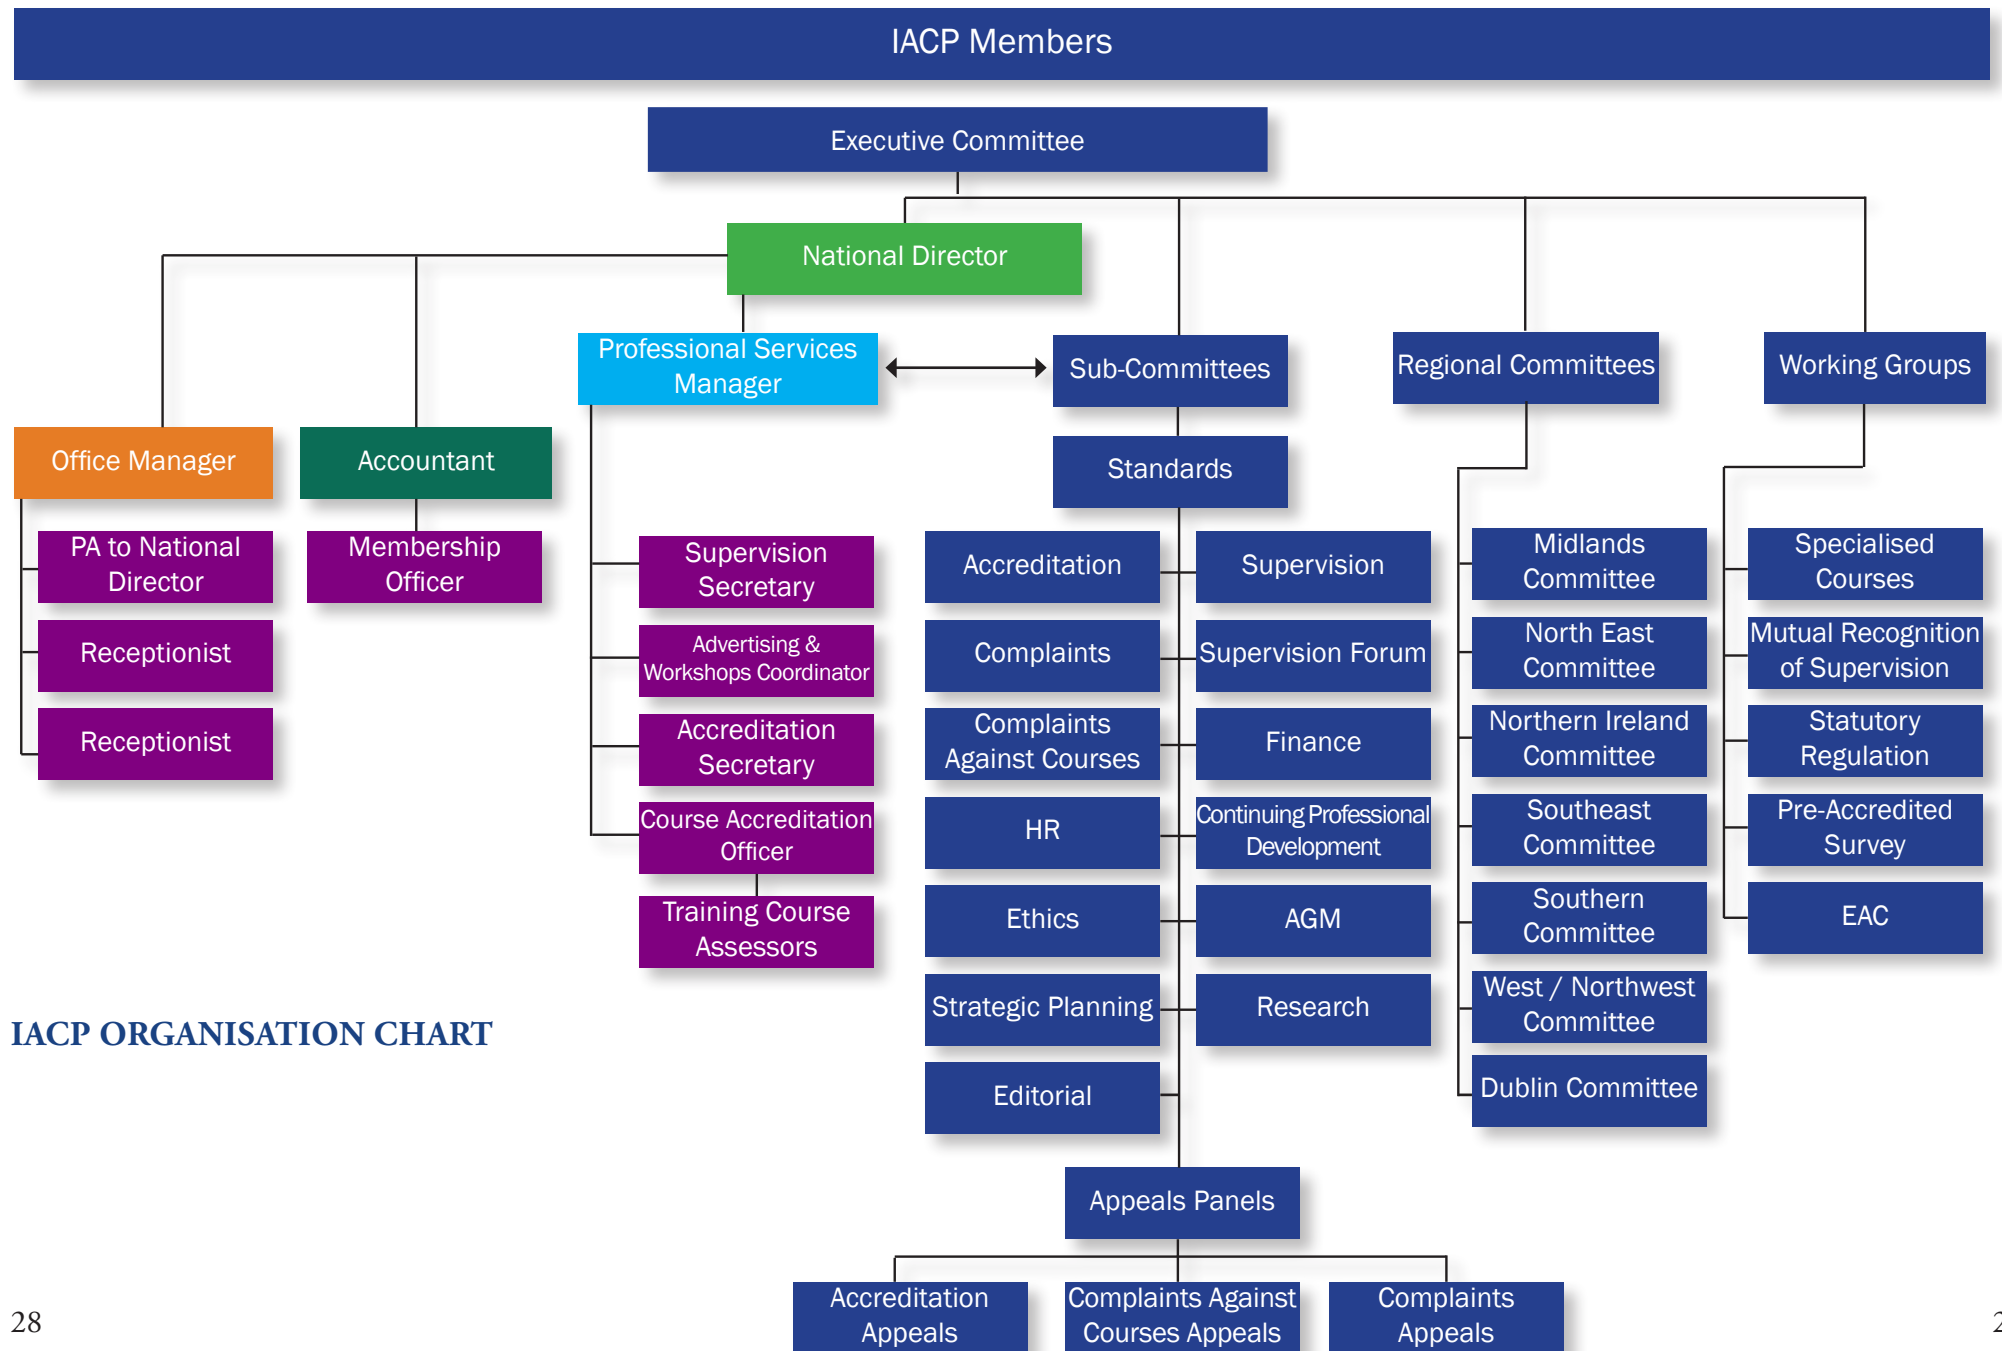 IACP Members
Executive Committee
National Director
Professional Services
Manager
Sub-Committees
Regional Committees
Working Groups
Office Manager
Accountant
Standards
PA to National
Director
Receptionist
Receptionist
Membership
Officer
Supervision
Secretary
Advertising &
Workshops Coordinator
Accreditation
Secretary
Course Accreditation
Officer
Training Course
Assessors
Accreditation
Supervision
Complaints
Supervision Forum
Complaints
Against Courses
Finance
HR
Continuing Professional
Development
Ethics
AGM
Strategic Planning
Research
Editorial
Midlands
Committee
North East
Committee
Northern Ireland
Committee
Southeast
Committee
Southern
Committee
West / Northwest
Committee
Dublin Committee
Specialised
Courses
Mutual Recognition
of Supervision
Statutory
Regulation
Pre-Accredited
Survey
EAC
IACP ORGANISATION CHART
Appeals Panels
Accreditation
Appeals
Complaints Against
Courses Appeals
Complaints
Appeals
28